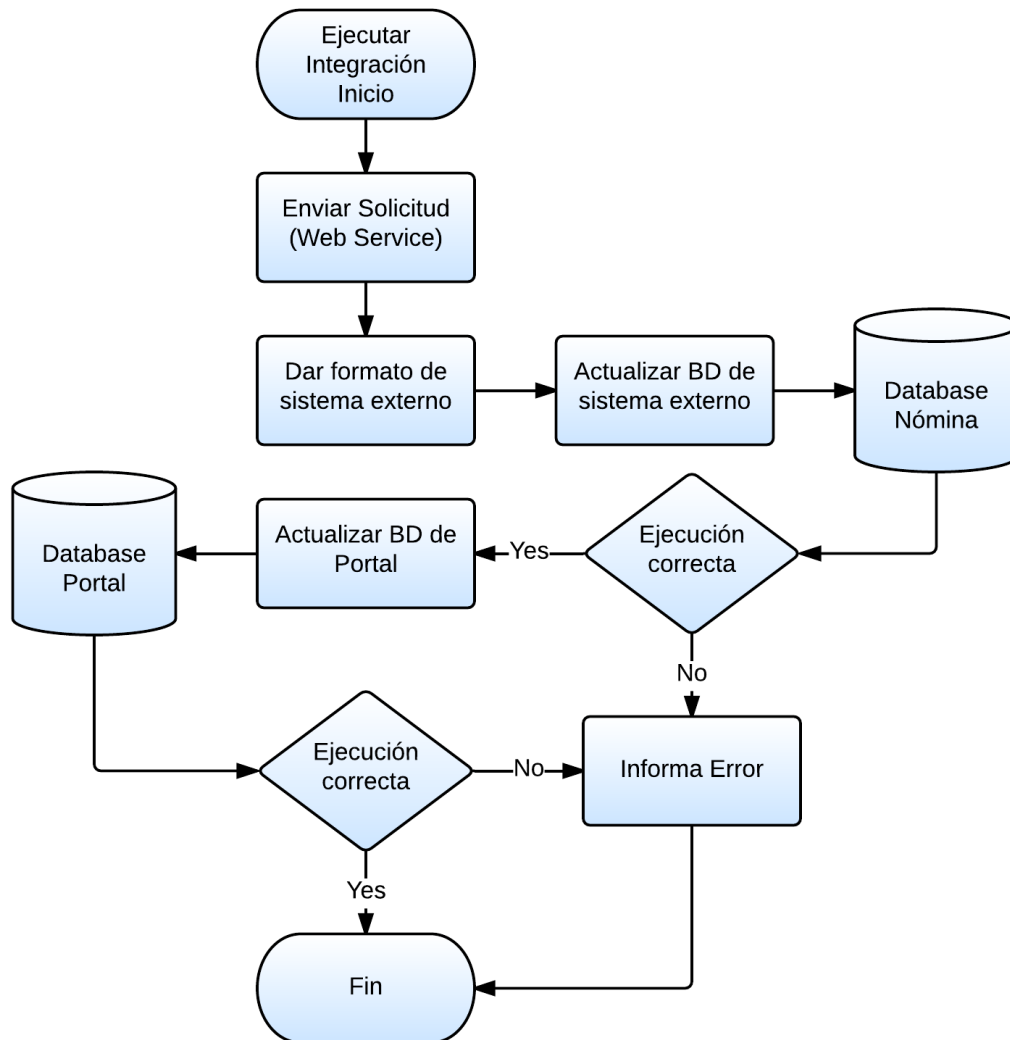 Ejecutar
Integración
Inicio
Enviar Solicitud
(Web Service)
Dar formato de
sistema externo
Actualizar BD de
sistema externo
Database
Nómina
Ejecución
correcta
Yes
Actualizar BD de
Portal
Database
Portal
No
Ejecución
correcta
No
Informa Error
Yes
Fin